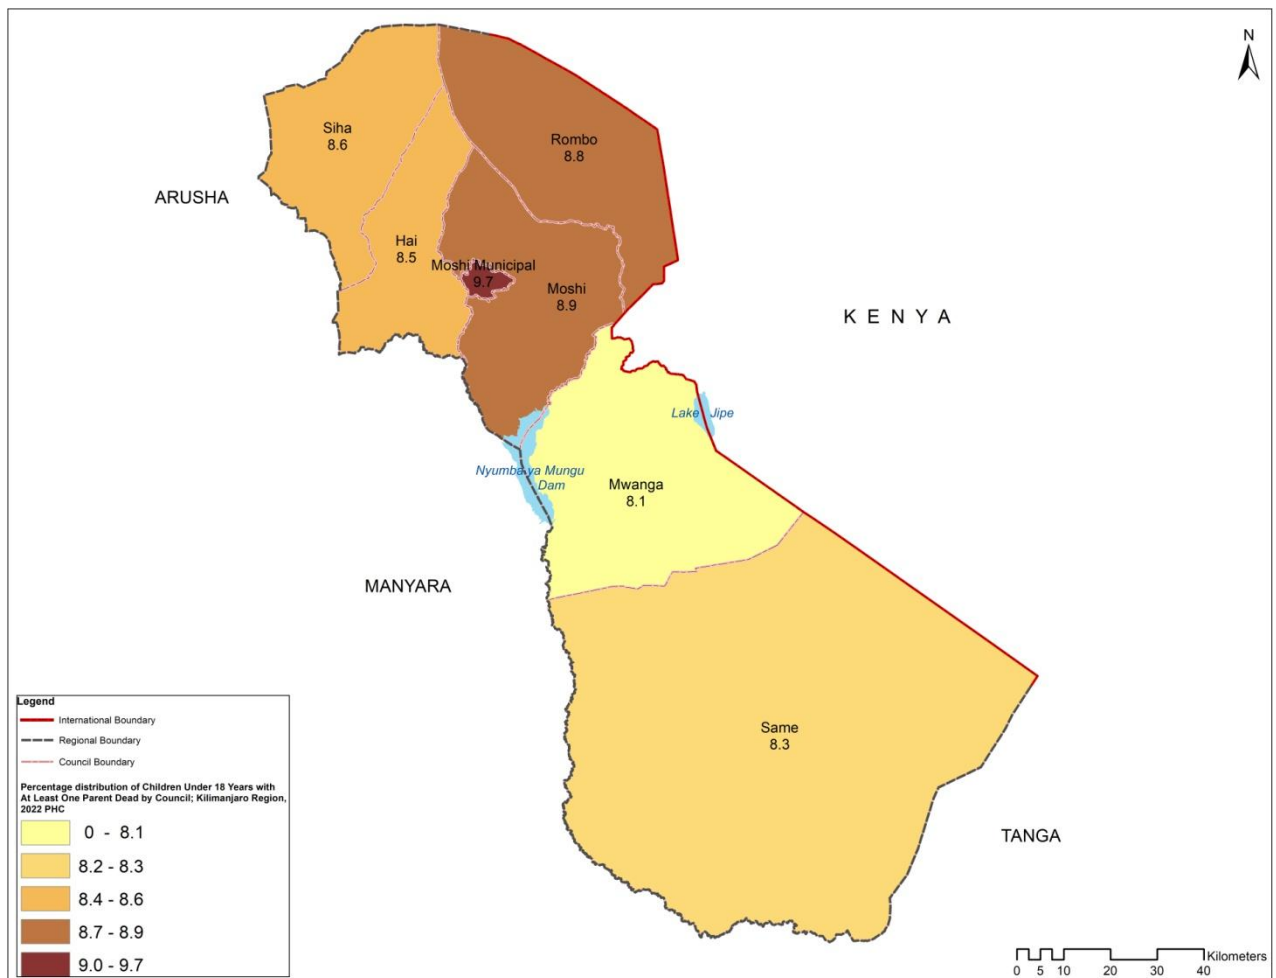 N
Siha
8.6
Rombo
8.8
ARUSHA
Hai
8.5
Moshi Municipal
9.7
Moshi
8.9
K E N Y A
Lake Jipe
Nyumba ya Mungu
Dam
Mwanga
8.1
MANYARA
Same
8.3
TANGA
Legend
International Boundary
Regional Boundary
Council Boundary
Percentage distribution of Children Under 18 Years with
At Least One Parent Dead by Council; Kilimanjaro Region,
2022 PHC
0 - 8.1
8.2 - 8.3
8.4 - 8.6
8.7 - 8.9
9.0 - 9.7
Kilometers
0 5 10 20 30 40